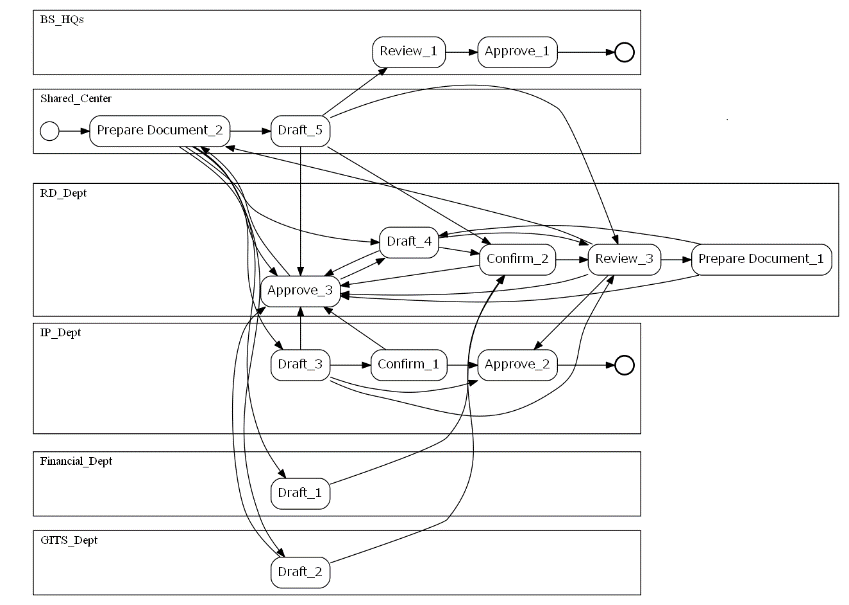 BS_HQs
Review_1
Approve_1
Shared_Center
Prepare Document_2
Draft_5
RD_Dept
Draft_4
Confirm_2
Review_3
Prepare Document_1
Approve_3
IP_Dept
Draft_3
Confirm_1
Approve_2
Financial_Dept
Draft_1
GITS_Dept
Draft_2